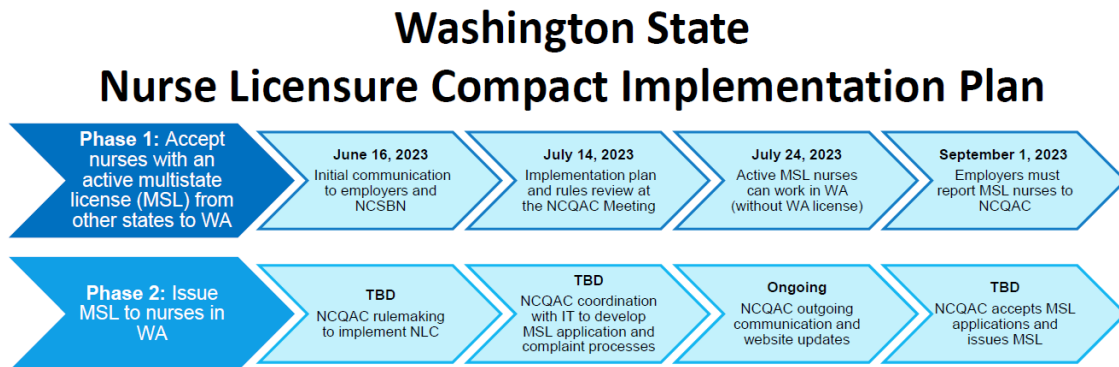 Washington State
Nurse Licensure Compact Implementation Plan
Phase 1: Accept
nurses with an
active multistate
license (MSL) from
other states to WA
June 16, 2023
Initial communication
to employers and
NCSBN
July 14, 2023
Implementation plan
and rules review at
the NCQAC Meeting
July 24, 2023
Active MSL nurses
can work in WA
(without WA license)
September 1, 2023
Employers must
report MSL nurses to
NCQAC
Phase 2: Issue
MSL to nurses in
WA
TBD
NCQAC rulemaking
to implement NLC
TBD
NCQAC coordination
with IT to develop
MSL application and
complaint processes
Ongoing
NCQAC outgoing
communication and
website updates
TBD
NCQAC accepts MSL
applications and
issues MSL